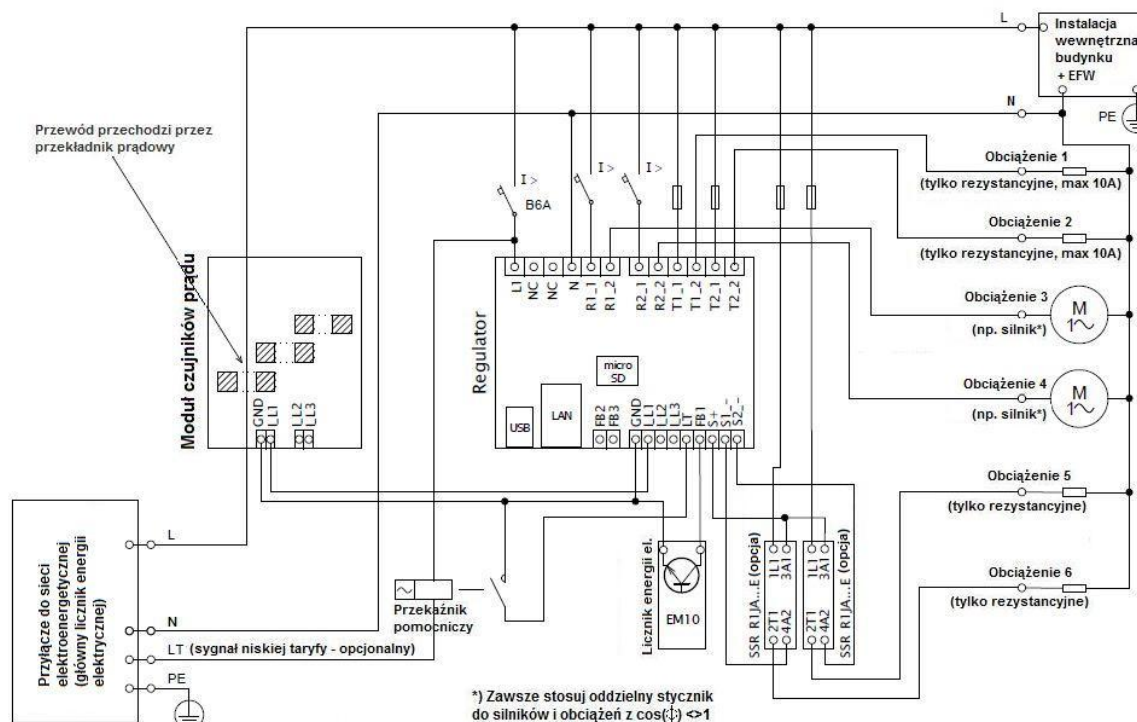 L
Instalacja
wewnętrzna
budynku
+ EFW
N
PE
Przewód przechodzi przez
przekładnik prądowy
I >
B6A
I >
I >
Obciążenie 1
(tylko rezystancyjne, max 10A)
Obciążenie 2
(tylko rezystancyjne, max 10A)
Obciążenie 3
(np. silnik*)
M
1~
Obciążenie 4
(np. silnik*)
M
1~
Obciążenie 5
(tylko rezystancyjne)
Obciążenie 6
(tylko rezystancyjne)
Moduł czujników prądu
GND
LL1
LL2
LL3
Regulator
L1
NC
NC
N
R1_1
R1_2
R2_1
R2_2
T1_1
T1_2
T2_1
T2_2
micro
SD
LAN
USB
FB2
FB3
GND
LL1
LL2
LL3
LT
FB1
S+
S1_-
S2_-
Przyłącze do sieci
elektroenergetycznej
(główny licznik energii
elektrycznej)
L
N
LT (sygnał niskiej taryfy - opcjonalny)
PE
~
Przekaźnik
pomocniczy
Licznik energii el.
EM10
SSR R1JA....E (opcja)
1L1
3A1
2T1
4A2
SSR R1JA....E (opcja)
1L1
3A1
2T1
4A2
*) Zawsze stosuj oddzielny stycznik
do silników i obciążeń z cos( ) <>1